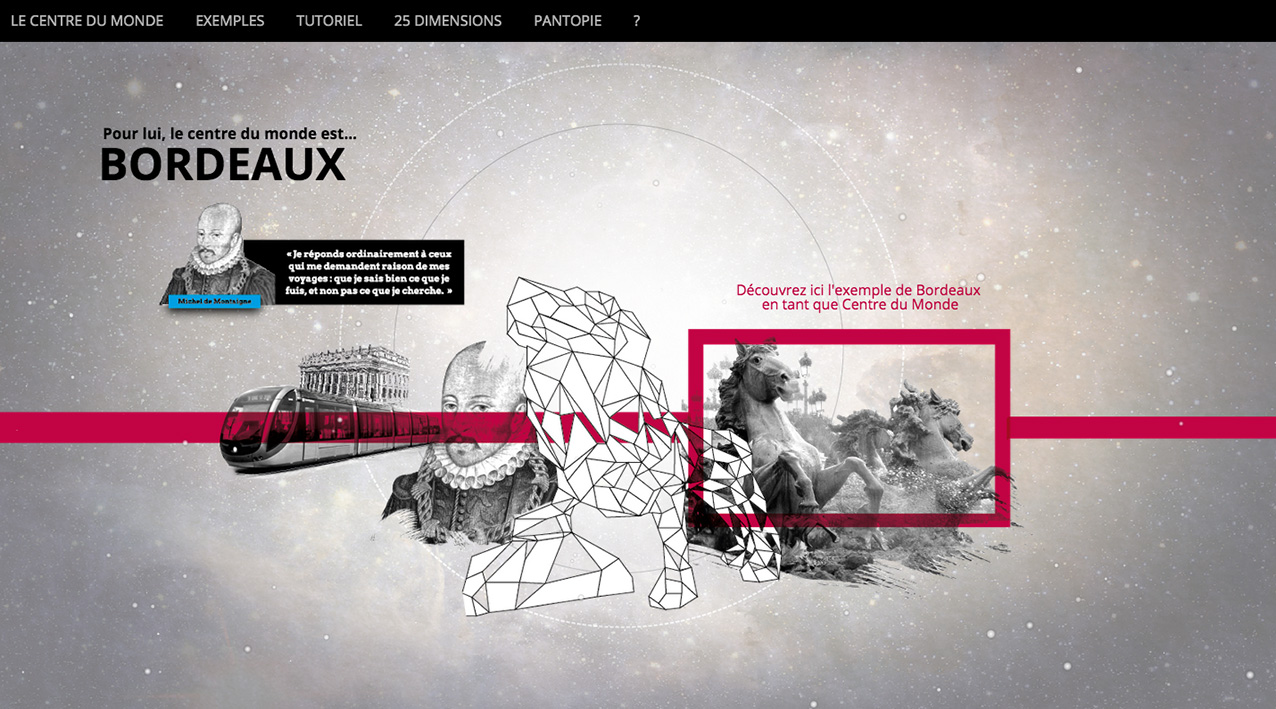 LE CENTRE DU MONDE EXEMPLES TUTORIEL 25 DIMENSIONS PANTOPIE ?
Pour lui, le centre du monde est...
BORDEAUX
« Je réponds ordinairement à ceux
qui me demandent raison de mes
voyages : que je sais bien ce que je
fuis, et non pas ce que je cherche. »
Michel de Montaigne
Découvrez ici l'exemple de Bordeaux
en tant que Centre du Monde